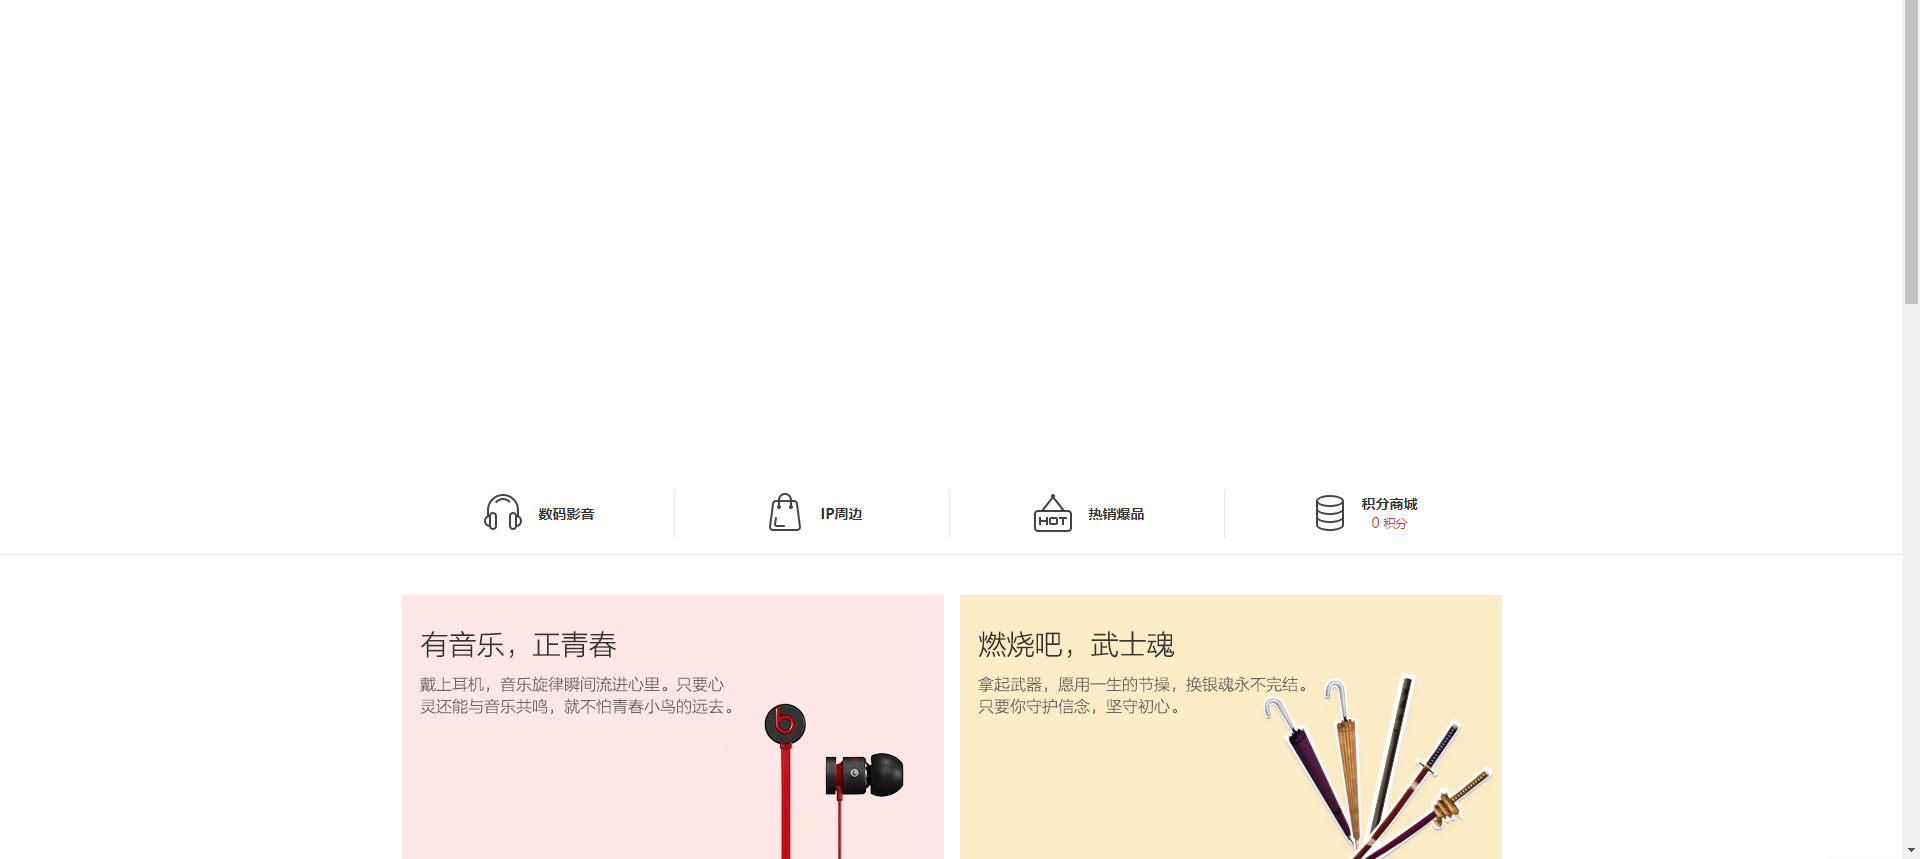 数码影音
IP周边
HOT
热销爆品
积分商城
0 积分
有音乐，正青春
戴上耳机，音乐旋律瞬间流进心里。只要心
灵还能与音乐共鸣，就不怕青春小鸟的远去。
b
燃烧吧，武士魂
拿起武器，愿用一生的节操，换银魂永不完结。
只要你守护信念，坚守初心。